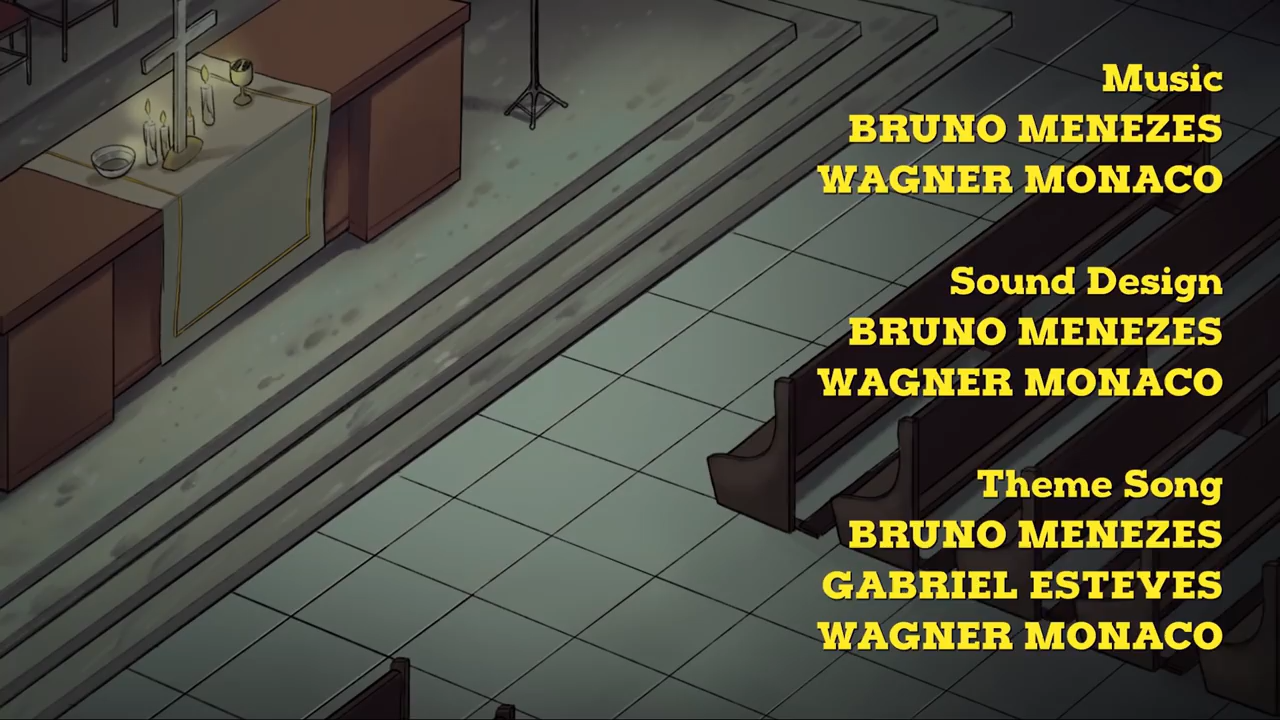 Music
BRUNO MENEZES
WAGNER MONACO
Sound Design
BRUNO MENEZES
WAGNER MONACO
Theme Song
BRUNO MENEZES
GABRIEL ESTEVES
WAGNER MONACO